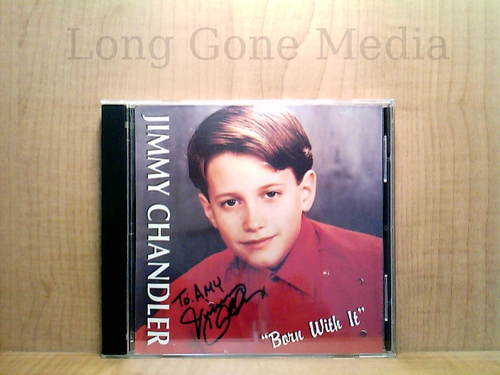 Long Gone Media
JIMMY CHANDLER
To: AMY
"Born With It"